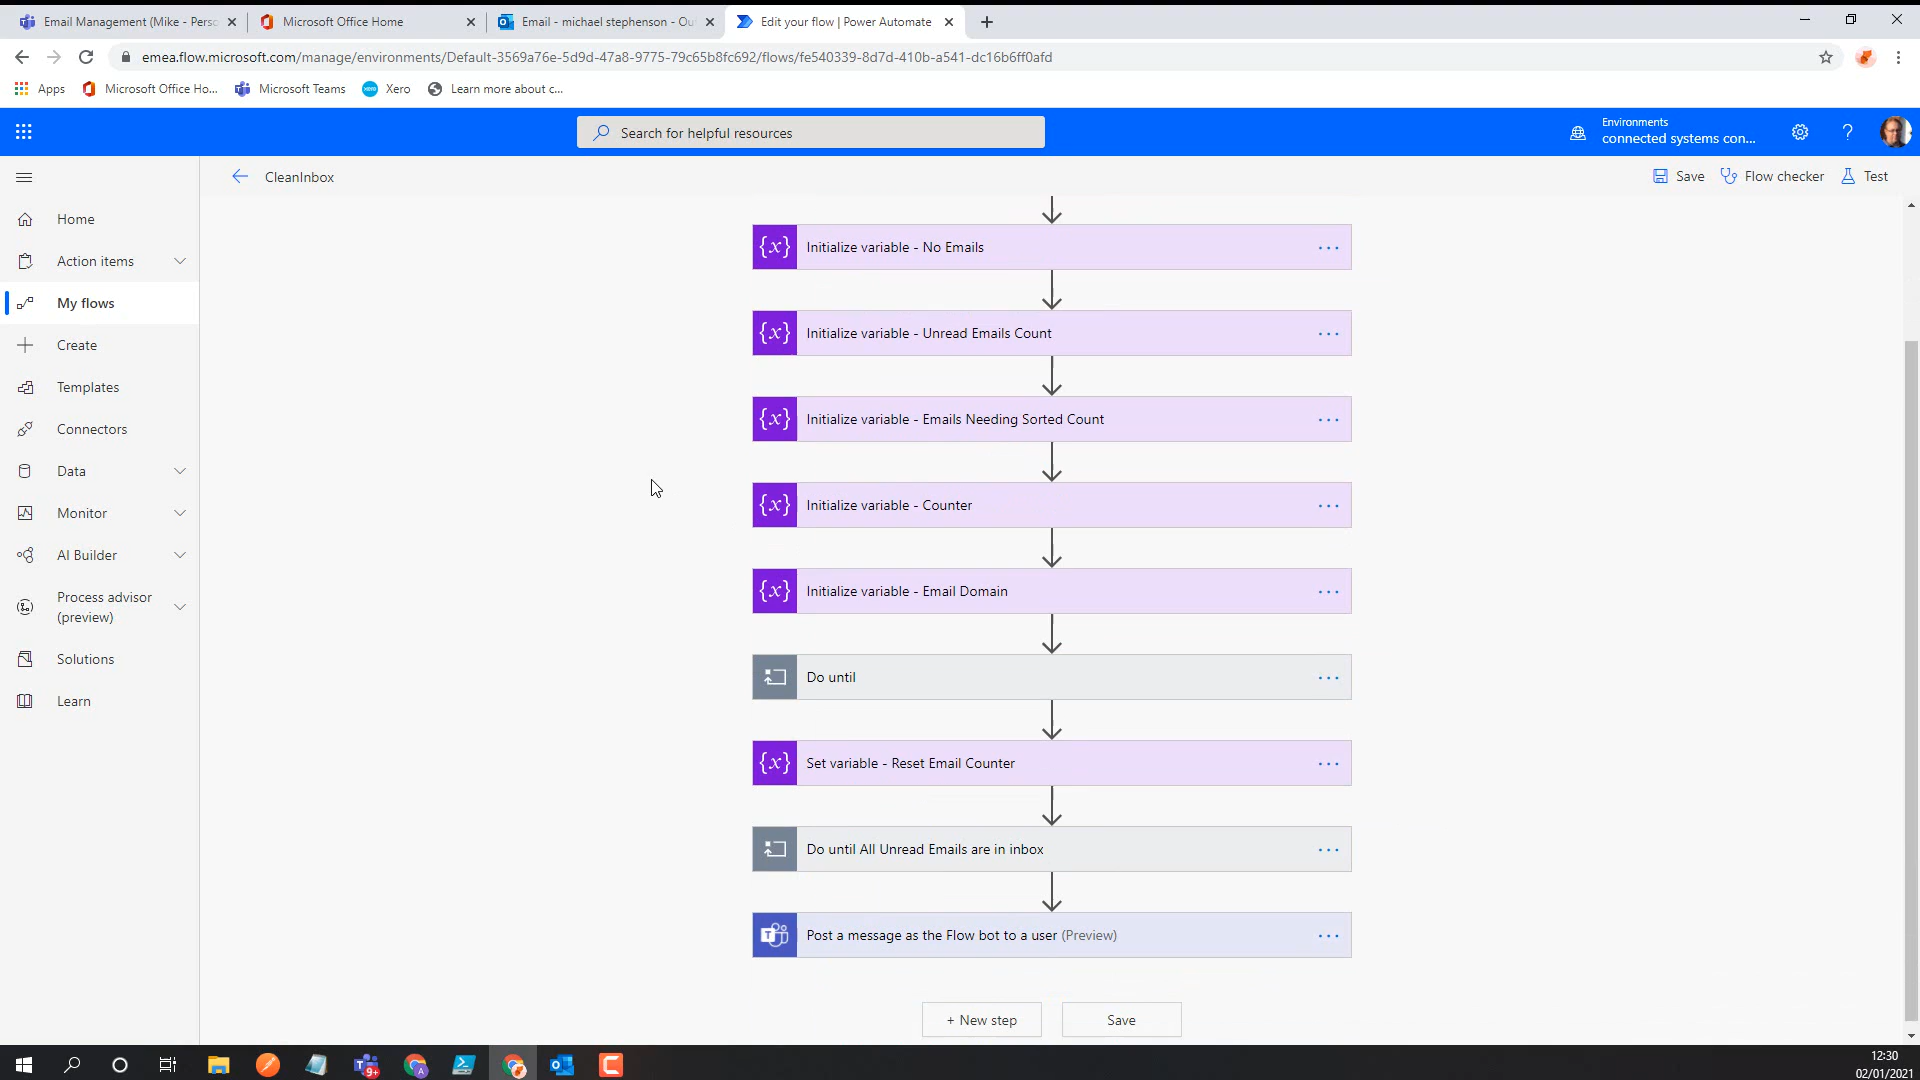 Email Management (Mike - Perso
Microsoft Office Home
Email - michael stephenson - Ou
Edit your flow | Power Automate
emea.flow.microsoft.com/manage/environments/Default-3569a76e-5d9d-47a8-9775-79c65b8fc692/flows/fe540339-8d7d-410b-a541-dc16b6ff0afd
Apps
Microsoft Office Ho...
Microsoft Teams
Xero
Learn more about c...
Search for helpful resources
Environments
connected systems con...
?
CleanInbox
Save
Flow checker
Test
Home
Action items
My flows
Create
Templates
Connectors
Data
Monitor
AI Builder
Process advisor
(preview)
Solutions
Learn
{x} Initialize variable - No Emails ...
{x} Initialize variable - Unread Emails Count ...
{x} Initialize variable - Emails Needing Sorted Count ...
{x} Initialize variable - Counter ...
{x} Initialize variable - Email Domain ...
Do until ...
{x} Set variable - Reset Email Counter ...
Do until All Unread Emails are in inbox ...
Post a message as the Flow bot to a user (Preview) ...
+ New step
Save
9+
12:30
02/01/2021